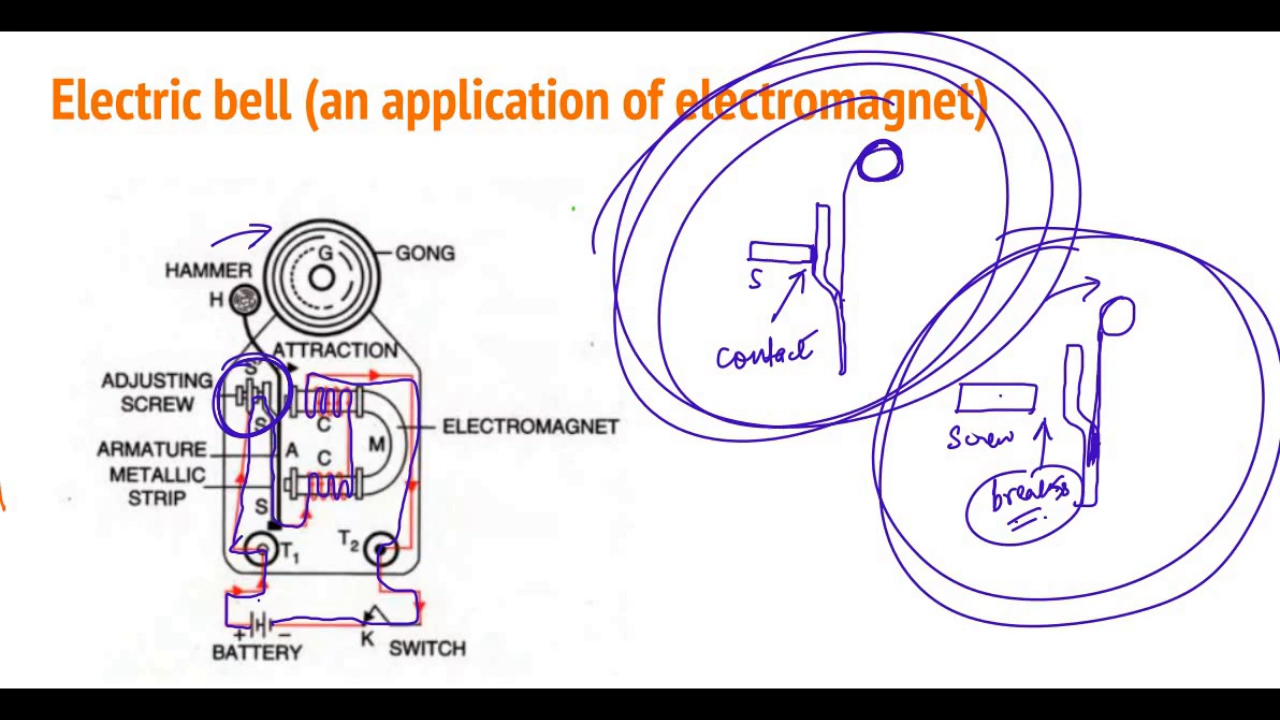 Electric bell (an application of electromagnet)
G
GONG
HAMMER
H
ATTRACTION
S'
ADJUSTING
SCREW
S
C
ELECTROMAGNET
ARMATURE
A
M
C
METALLIC
STRIP
S
T1
T2
+
−
BATTERY
K
SWITCH
S
contact
Screw
breaks